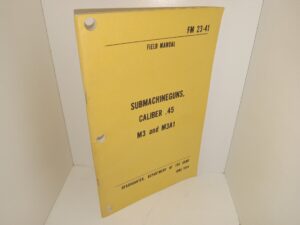 FM 23-41
FIELD MANUAL
SUBMACHINEGUNS,
CALIBER .45
M3 and M3A1
HEADQUARTERS, DEPARTMENT OF THE ARMY